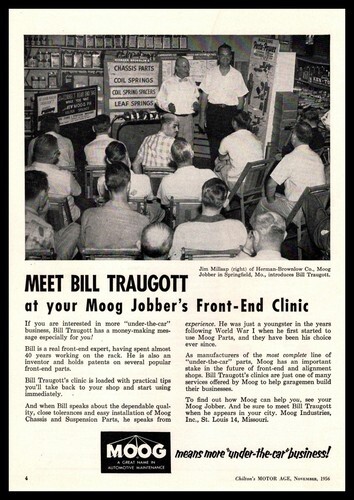 CHASSIS PARTS
COIL SPRINGS
COIL SPRING SPACERS
LEAF SPRINGS
Jim Millsap (right) of Herman-Brownlow Co., Moog
Jobber in Springfield, Mo., introduces Bill Traugott.
MEET BILL TRAUGOTT
at your Moog Jobber's Front-End Clinic
If you are interested in more "under-the-car"
business, Bill Traugott has a money-making mes-
sage especially for you!
Bill is a real front-end expert, having spent almost
40 years working on the rack. He is also an
inventor and holds patents on several popular
front-end parts.
Bill Traugott's clinic is loaded with practical tips
you'll take back to your shop and start using
immediately.
And when Bill speaks about the dependable qual-
ity, close tolerances and easy installation of Moog
Chassis and Suspension Parts, he speaks from
experience. He was just a youngster in the years
following World War I when he first started to
use Moog Parts, and they have been his choice
ever since.
As manufacturers of the most complete line of
"under-the-car" parts, Moog has an important
stake in the future of front-end and alignment
shops. Bill Traugott's clinics are just one of many
services offered by Moog to help garagemen build
their businesses.
To find out how Moog can help you, see your
Moog Jobber. And be sure to meet Bill Traugott
when he appears in your city. Moog Industries,
Inc., St. Louis 14, Missouri.
MOOG
A GREAT NAME IN
AUTOMOTIVE MAINTENANCE
means more "under-the-car" business!
4
Chilton's MOTOR AGE, November, 1956